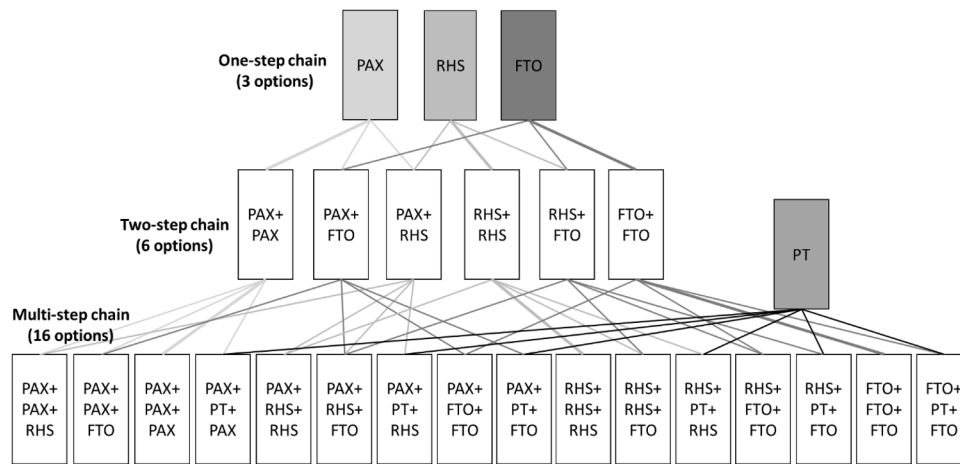 One-step chain
(3 options)
PAX
RHS
FTO
Two-step chain
(6 options)
PAX+
PAX
PAX+
FTO
PAX+
RHS
RHS+
RHS
RHS+
FTO
FTO+
FTO
PT
Multi-step chain
(16 options)
PAX+
PAX+
RHS
PAX+
PAX+
FTO
PAX+
PAX+
PAX
PAX+
PT+
PAX
PAX+
RHS+
RHS
PAX+
RHS+
FTO
PAX+
PT+
RHS
PAX+
FTO+
FTO
PAX+
PT+
FTO
RHS+
RHS+
RHS
RHS+
RHS+
FTO
RHS+
PT+
RHS
RHS+
FTO+
FTO
RHS+
PT+
FTO
FTO+
FTO+
FTO
FTO+
PT+
FTO